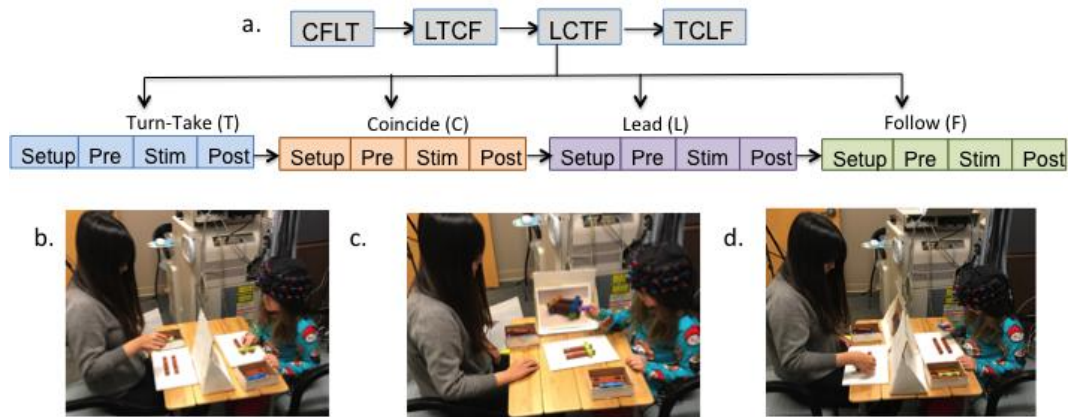 a.
CFLT LTCF LCTF TCLF
Turn-Take (T) Coincide (C) Lead (L) Follow (F)
Setup Pre Stim Post Setup Pre Stim Post Setup Pre Stim Post Setup Pre Stim Post
b. c. d.